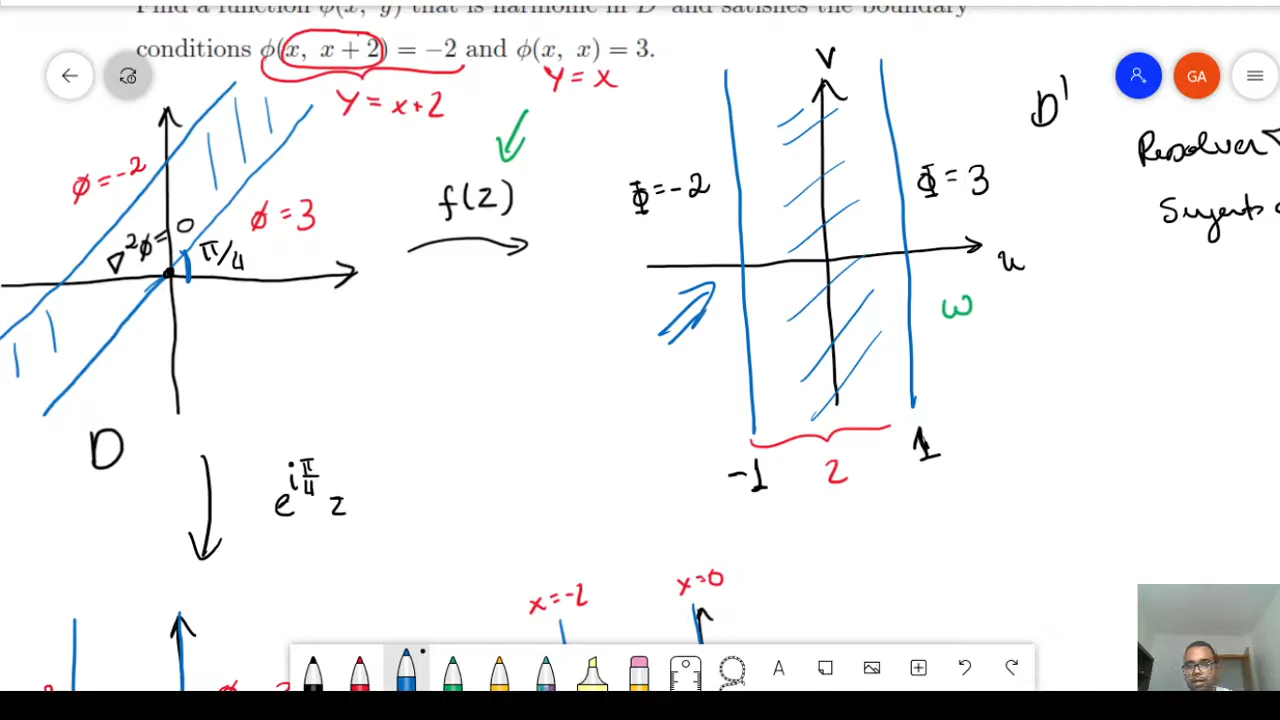 Find a function ϕ(x, y) that is harmonic in D and satisfies the boundary
conditions ϕ(x, x + 2) = −2 and ϕ(x, x) = 3.
Y = x+2
Y = x
GA
ϕ = -2
ϕ = 3
∇²ϕ = 0
π/4
D
f(z)
V
Φ = -2
Φ = 3
u
ω
D'
Resolver ∇
-1
2
1
e^{iπ/4} z
x=-2
x=0
A